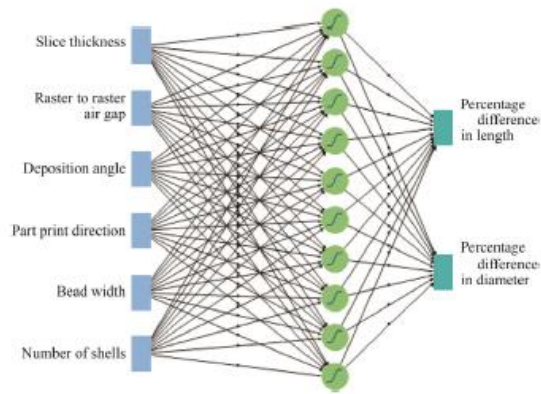 Slice thickness
Raster to raster
air gap
Deposition angle
Part print direction
Bead width
Number of shells
Percentage
difference
in length
Percentage
difference
in diameter